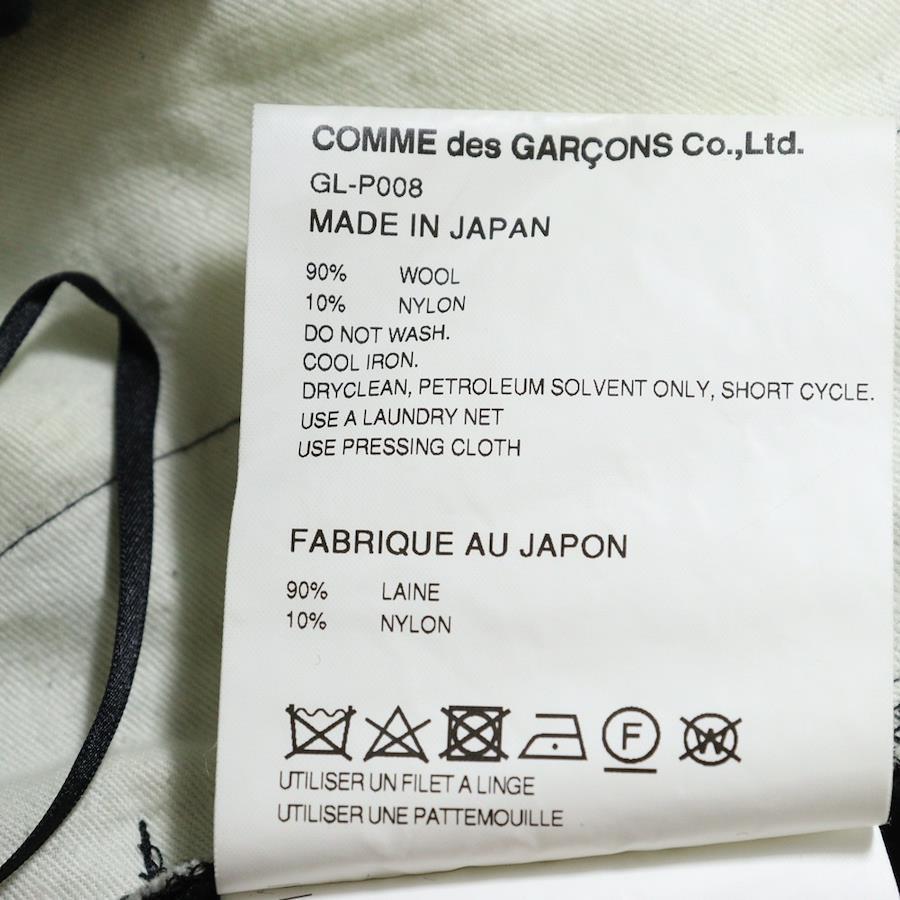 COMME des GARÇONS Co.,Ltd.
GL-P008
MADE IN JAPAN
90% WOOL
10% NYLON
DO NOT WASH.
COOL IRON.
DRYCLEAN, PETROLEUM SOLVENT ONLY, SHORT CYCLE.
USE A LAUNDRY NET
USE PRESSING CLOTH
FABRIQUE AU JAPON
90% LAINE
10% NYLON
F W
UTILISER UN FILET A LINGE
UTILISER UNE PATTEMOUILLE